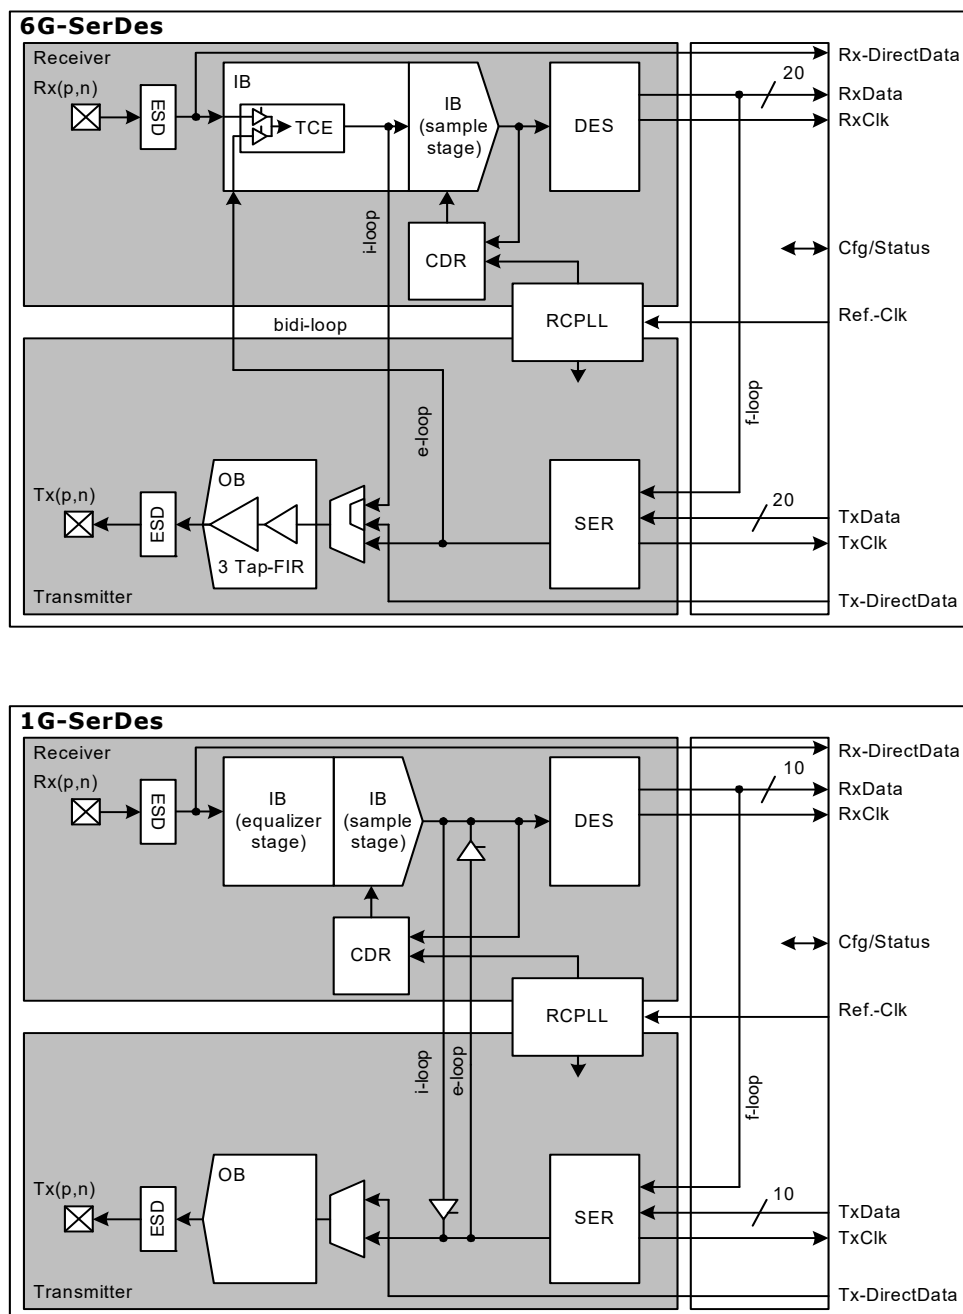 6G-SerDes
Receiver
Rx-DirectData
Rx(p,n)
ESD
IB
TCE
IB
(sample
stage)
DES
20
RxData
RxClk
i-loop
CDR
Cfg/Status
RCPLL
Ref.-Clk
bidi-loop
e-loop
f-loop
Tx(p,n)
ESD
OB
3 Tap-FIR
SER
20
TxData
TxClk
Transmitter
Tx-DirectData
1G-SerDes
Receiver
Rx-DirectData
Rx(p,n)
ESD
IB
(equalizer
stage)
IB
(sample
stage)
DES
10
RxData
RxClk
CDR
Cfg/Status
RCPLL
Ref.-Clk
i-loop
e-loop
f-loop
Tx(p,n)
ESD
OB
SER
10
TxData
TxClk
Transmitter
Tx-DirectData